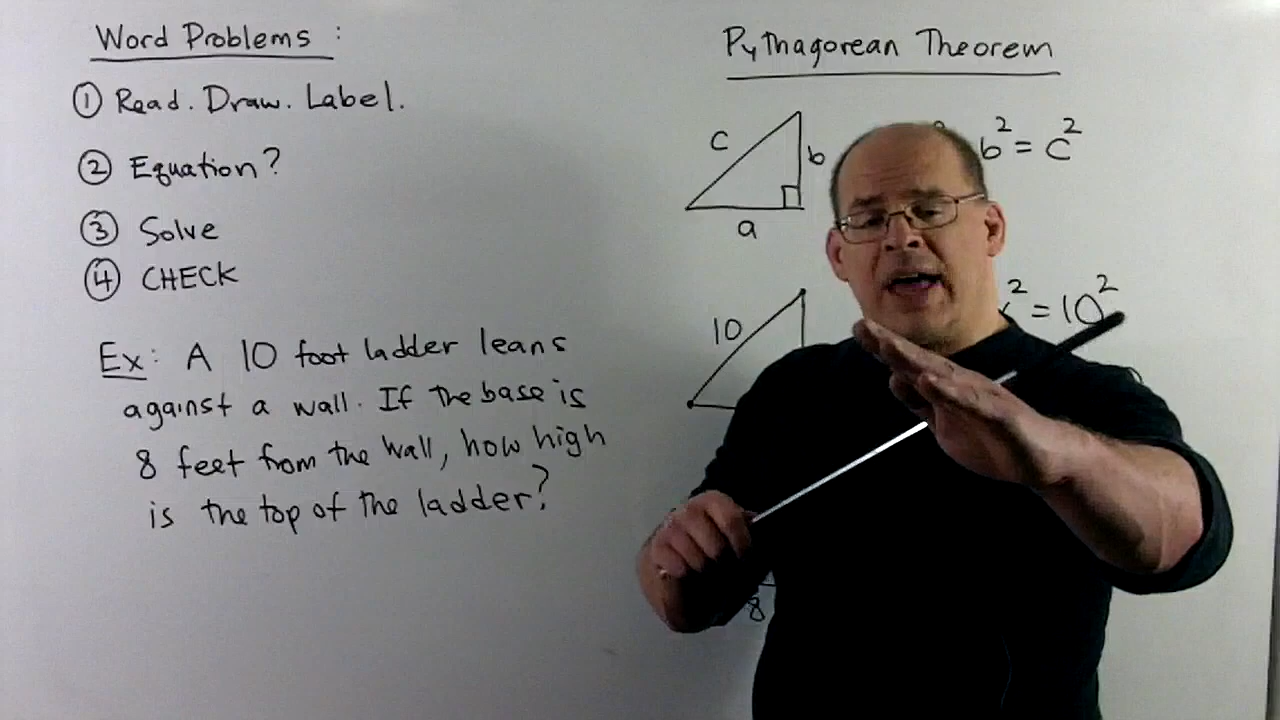 Word Problems :
① Read. Draw. Label.
② Equation?
③ Solve
④ CHECK
Ex: A 10 foot ladder leans
against a wall. If the base is
8 feet from the wall, how high
is the top of the ladder?
Pythagorean Theorem
c
b
a
b² = c²
10
² = 10²
8